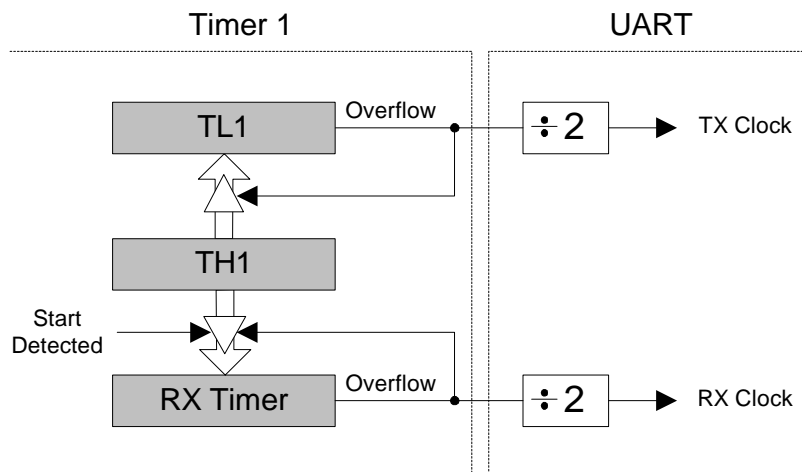 Timer 1
UART
TL1
Overflow
÷2
TX Clock
TH1
Start
Detected
RX Timer
Overflow
÷2
RX Clock